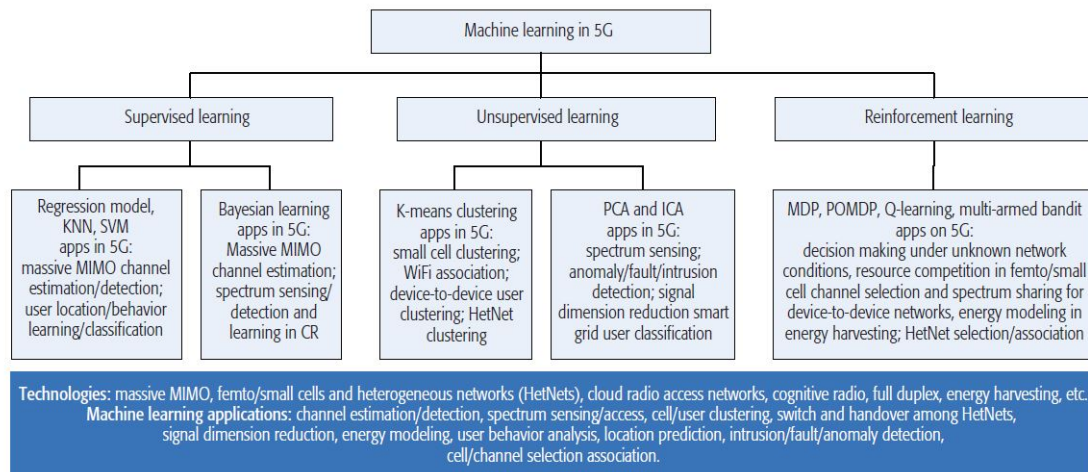 Machine learning in 5G
Supervised learning
Unsupervised learning
Reinforcement learning
Regression model,
KNN, SVM
apps in 5G:
massive MIMO channel
estimation/detection;
user location/behavior
learning/classification
Bayesian learning
apps in 5G:
Massive MIMO
channel estimation;
spectrum sensing/
detection and
learning in CR
K-means clustering
apps in 5G:
small cell clustering;
WiFi association;
device-to-device user
clustering; HetNet
clustering
PCA and ICA
apps in 5G:
spectrum sensing;
anomaly/fault/intrusion
detection; signal
dimension reduction smart
grid user classification
MDP, POMDP, Q-learning, multi-armed bandit
apps on 5G:
decision making under unknown network
conditions, resource competition in femto/small
cell channel selection and spectrum sharing for
device-to-device networks, energy modeling in
energy harvesting; HetNet selection/association
Technologies: massive MIMO, femto/small cells and heterogeneous networks (HetNets), cloud radio access networks, cognitive radio, full duplex, energy harvesting, etc.
Machine learning applications: channel estimation/detection, spectrum sensing/access, cell/user clustering, switch and handover among HetNets,
signal dimension reduction, energy modeling, user behavior analysis, location prediction, intrusion/fault/anomaly detection,
cell/channel selection association.